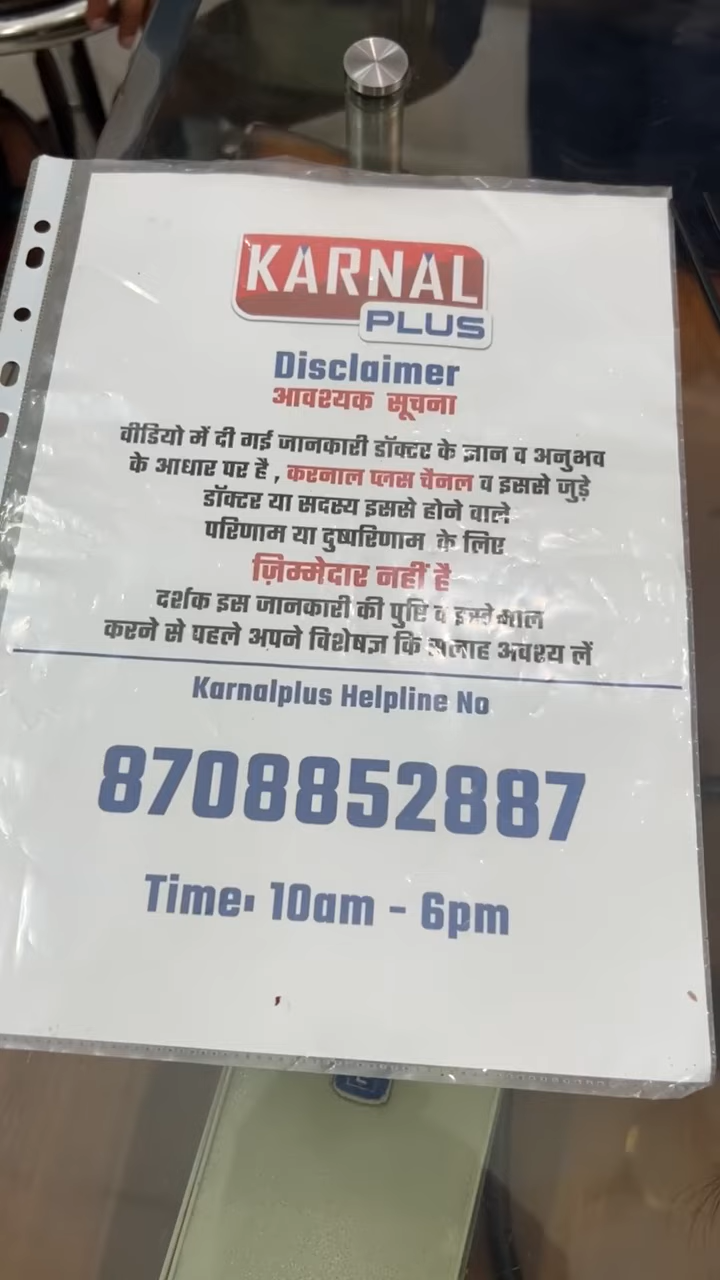 KARNAL
PLUS
Disclaimer
आवश्यक सूचना
वीडियो में दी गई जानकारी डॉक्टर के ज्ञान व अनुभव
के आधार पर है , करनाल प्लस चैनल व इससे जुड़े
डॉक्टर या सदस्य इससे होने वाले
परिणाम या दुष्परिणाम के लिए
ज़िम्मेदार नहीं है
दर्शक इस जानकारी की पुष्टि व इस्तेमाल
करने से पहले अपने विशेषज्ञ कि सलाह अवश्य लें
Karnalplus Helpline No
8708852887
Time: 10am - 6pm